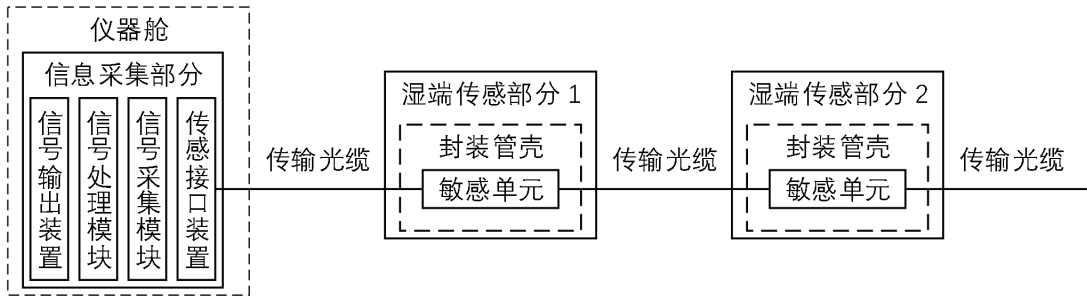 仪器舱
信息采集部分
信号输出装置
信号处理模块
信号采集模块
传感接口装置
传输光缆
湿端传感部分1
封装管壳
敏感单元
传输光缆
湿端传感部分2
封装管壳
敏感单元
传输光缆